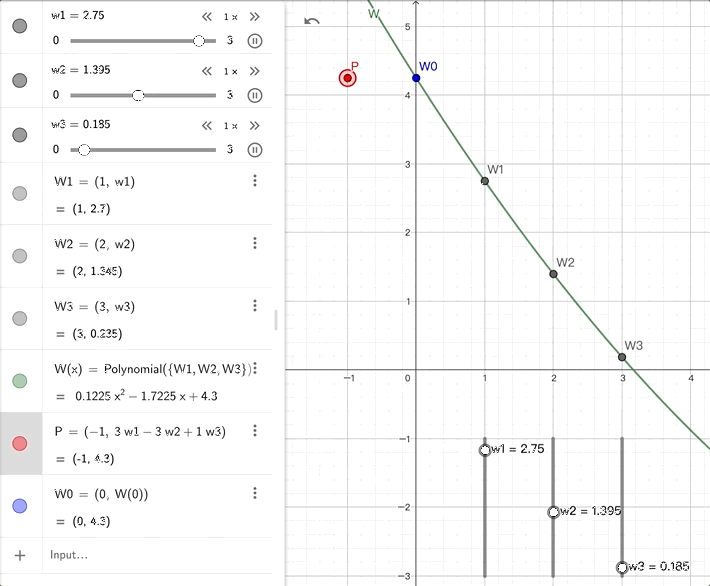 w1 = 2.75
1 x
0
3
w2 = 1.395
1 x
0
3
w3 = 0.185
1 x
0
3
W1 = (1, w1)
= (1, 2.7)
W2 = (2, w2)
W3 = (3, w3)
= (3, 0.235)
W(x) = Polynomial({W1, W2, W3})
= 0.1225 x² − 1.7225 x + 4.3
P = (−1, 3 w1 − 3 w2 + 1 w3)
= (-1, 4.3)
W0 = (0, W(0))
= (0, 4.3)
Input...
W
5
P
W0
4
3
W1
2
W2
1
W3
−1
0
1
2
3
4
−1
w1 = 2.75
−2
w2 = 1.395
w3 = 0.185
−3